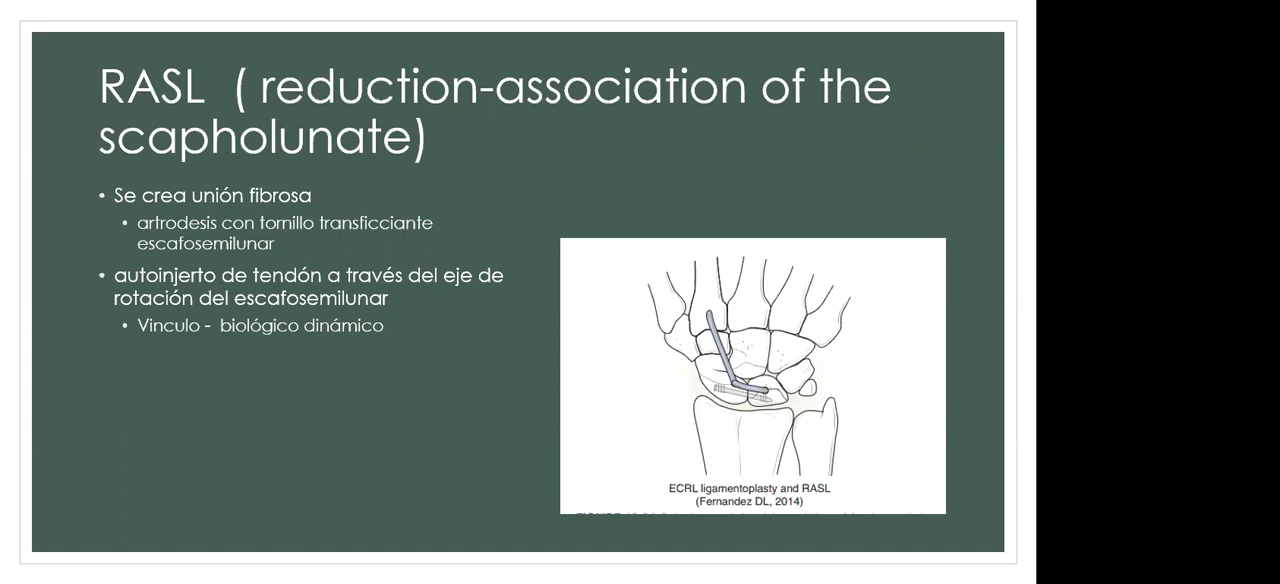 RASL ( reduction-association of the
scapholunate)
• Se crea unión fibrosa
• artrodesis con tornillo transficciante
escafosemilunar
• autoinjerto de tendón a través del eje de
rotación del escafosemilunar
• Vinculo - biológico dinámico
ECRL ligamentoplasty and RASL
(Fernandez DL, 2014)